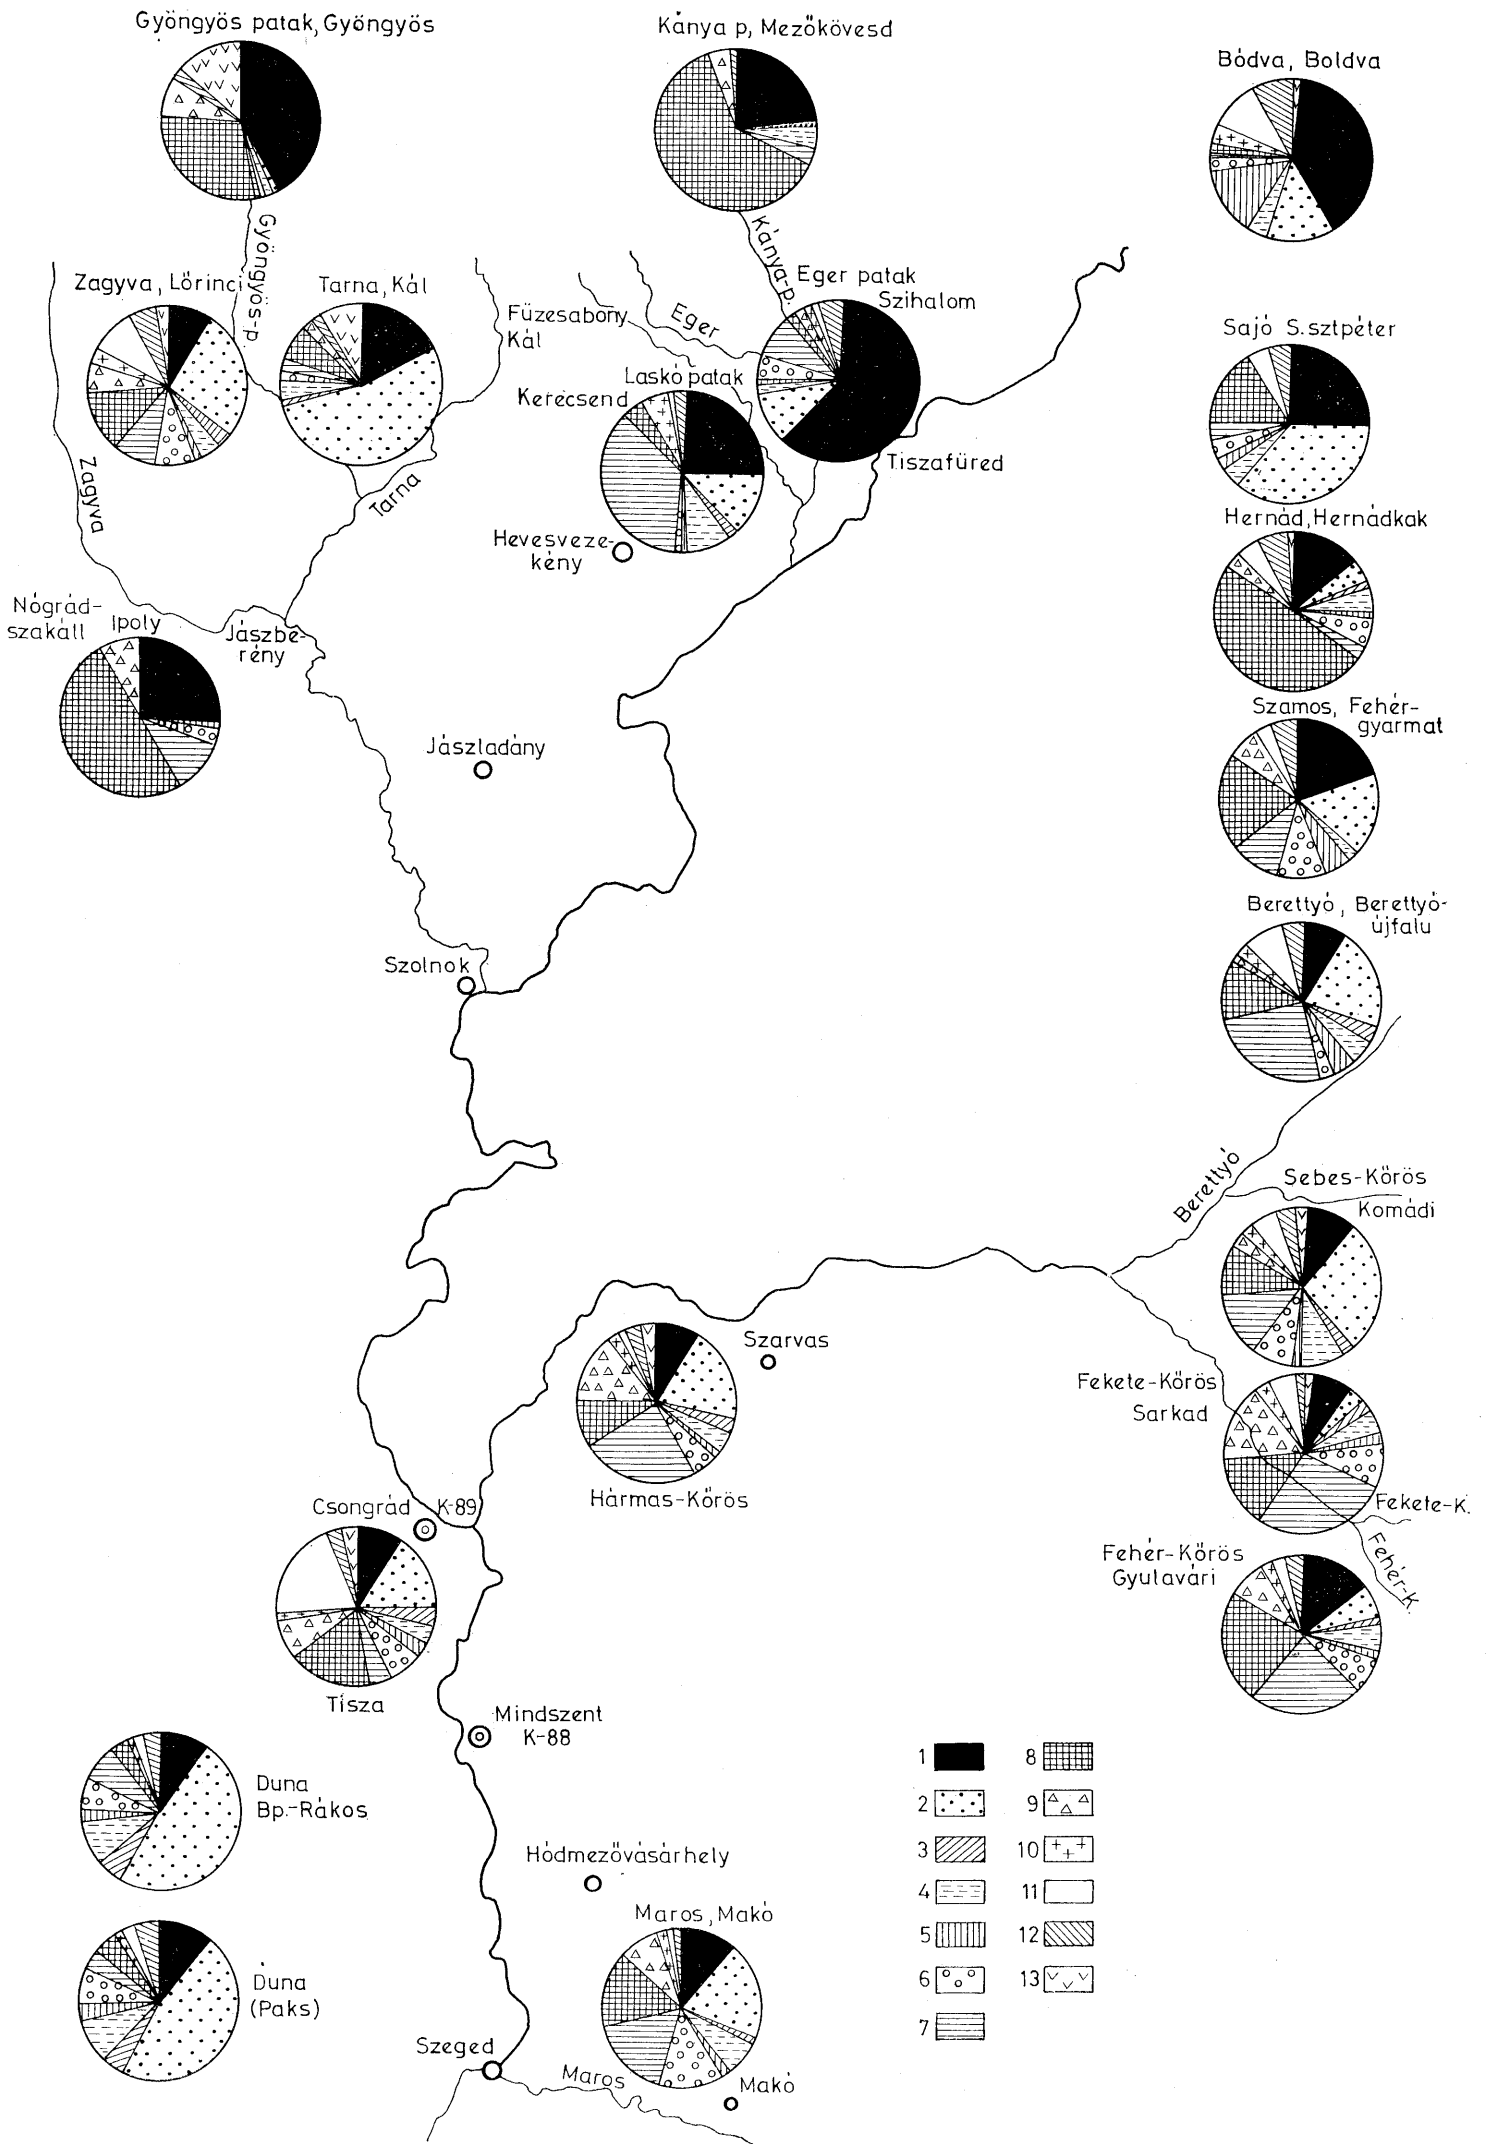 Gyöngyös patak, Gyöngyös
Kánya p, Mezőkövesd
Bódva, Boldva
Gyöngyös-p.
Kánya-p.
Zagyva, Lőrinci
Tarna, Kál
Füzesabony
Kál
Eger
Eger patak
Szihalom
Sajó S.sztpéter
Laskó patak
Kerecsend
Tiszafüred
Zagyva
Tarna
Hevesveze-
kény
Hernád, Hernádkak
Nógrád-
szakáll
Ipoly
Jászbe-
rény
Szamos, Fehér-
gyarmat
Jászladány
Berettyó, Berettyó-
újfalu
Szolnok
Berettyó
Sebes-Kőrös
Komádi
Szarvas
Fekete-Kőrös
Sarkad
Hármas-Kőrös
Fekete-K.
Csongrád
K-89
Fehér-K.
Fehér-Kőrös
Gyulavári
Tisza
Mindszent
K-88
Duna
Bp.-Rákos
1
8
2
9
3
10
4
11
5
12
6
13
7
Hódmezővásárhely
Maros, Makó
Duna
(Paks)
Szeged
Maros
Makó